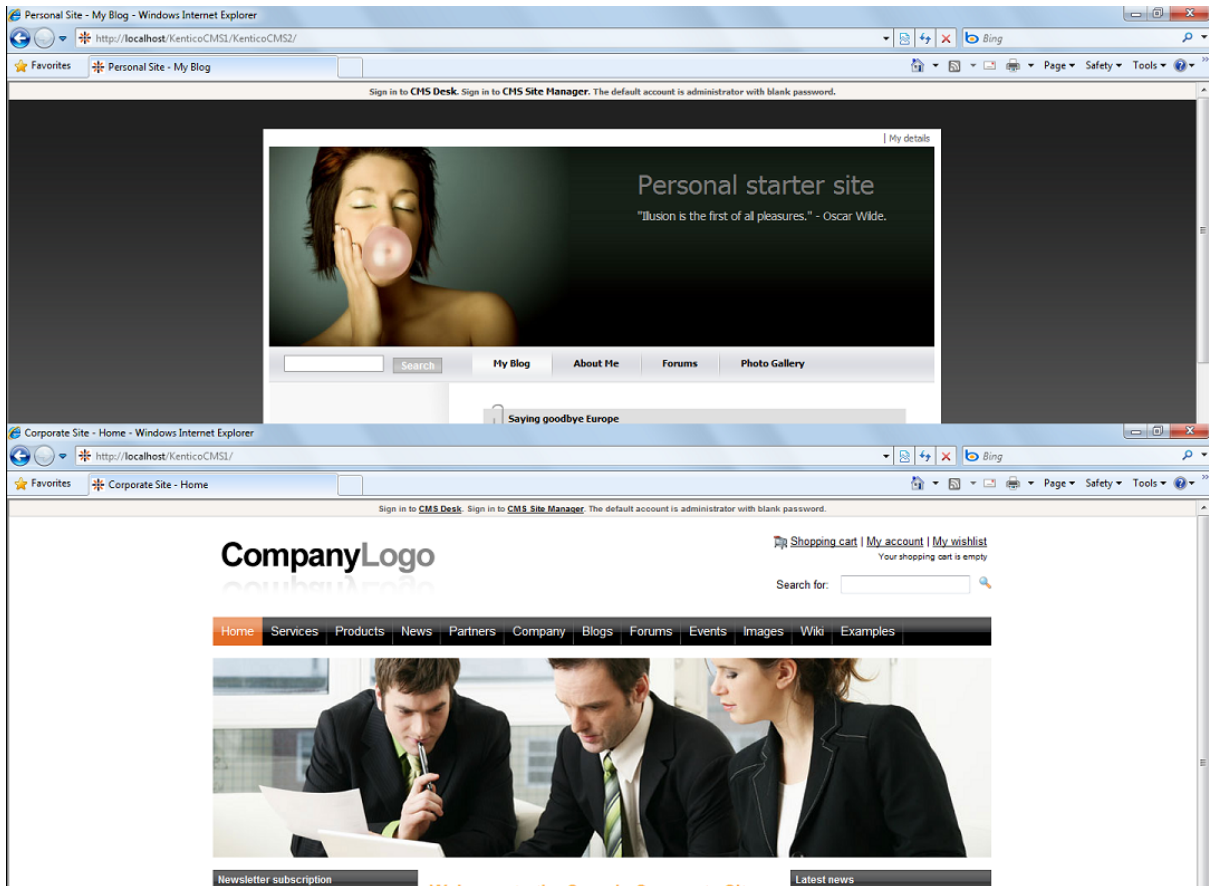 Personal Site - My Blog - Windows Internet Explorer
http://localhost/KenticoCMS1/KenticoCMS2/
Bing
Favorites
Personal Site - My Blog
Page
Safety
Tools
Sign in to CMS Desk. Sign in to CMS Site Manager. The default account is administrator with blank password.
| My details
Personal starter site
"Illusion is the first of all pleasures." - Oscar Wilde.
Search
My Blog
About Me
Forums
Photo Gallery
Saying goodbye Europe
Corporate Site - Home - Windows Internet Explorer
http://localhost/KenticoCMS1/
Bing
Favorites
Corporate Site - Home
Page
Safety
Tools
Sign in to CMS Desk. Sign in to CMS Site Manager. The default account is administrator with blank password.
CompanyLogo
Shopping cart | My account | My wishlist
Your shopping cart is empty
Search for:
Home Services Products News Partners Company Blogs Forums Events Images Wiki Examples
Newsletter subscription
Latest news